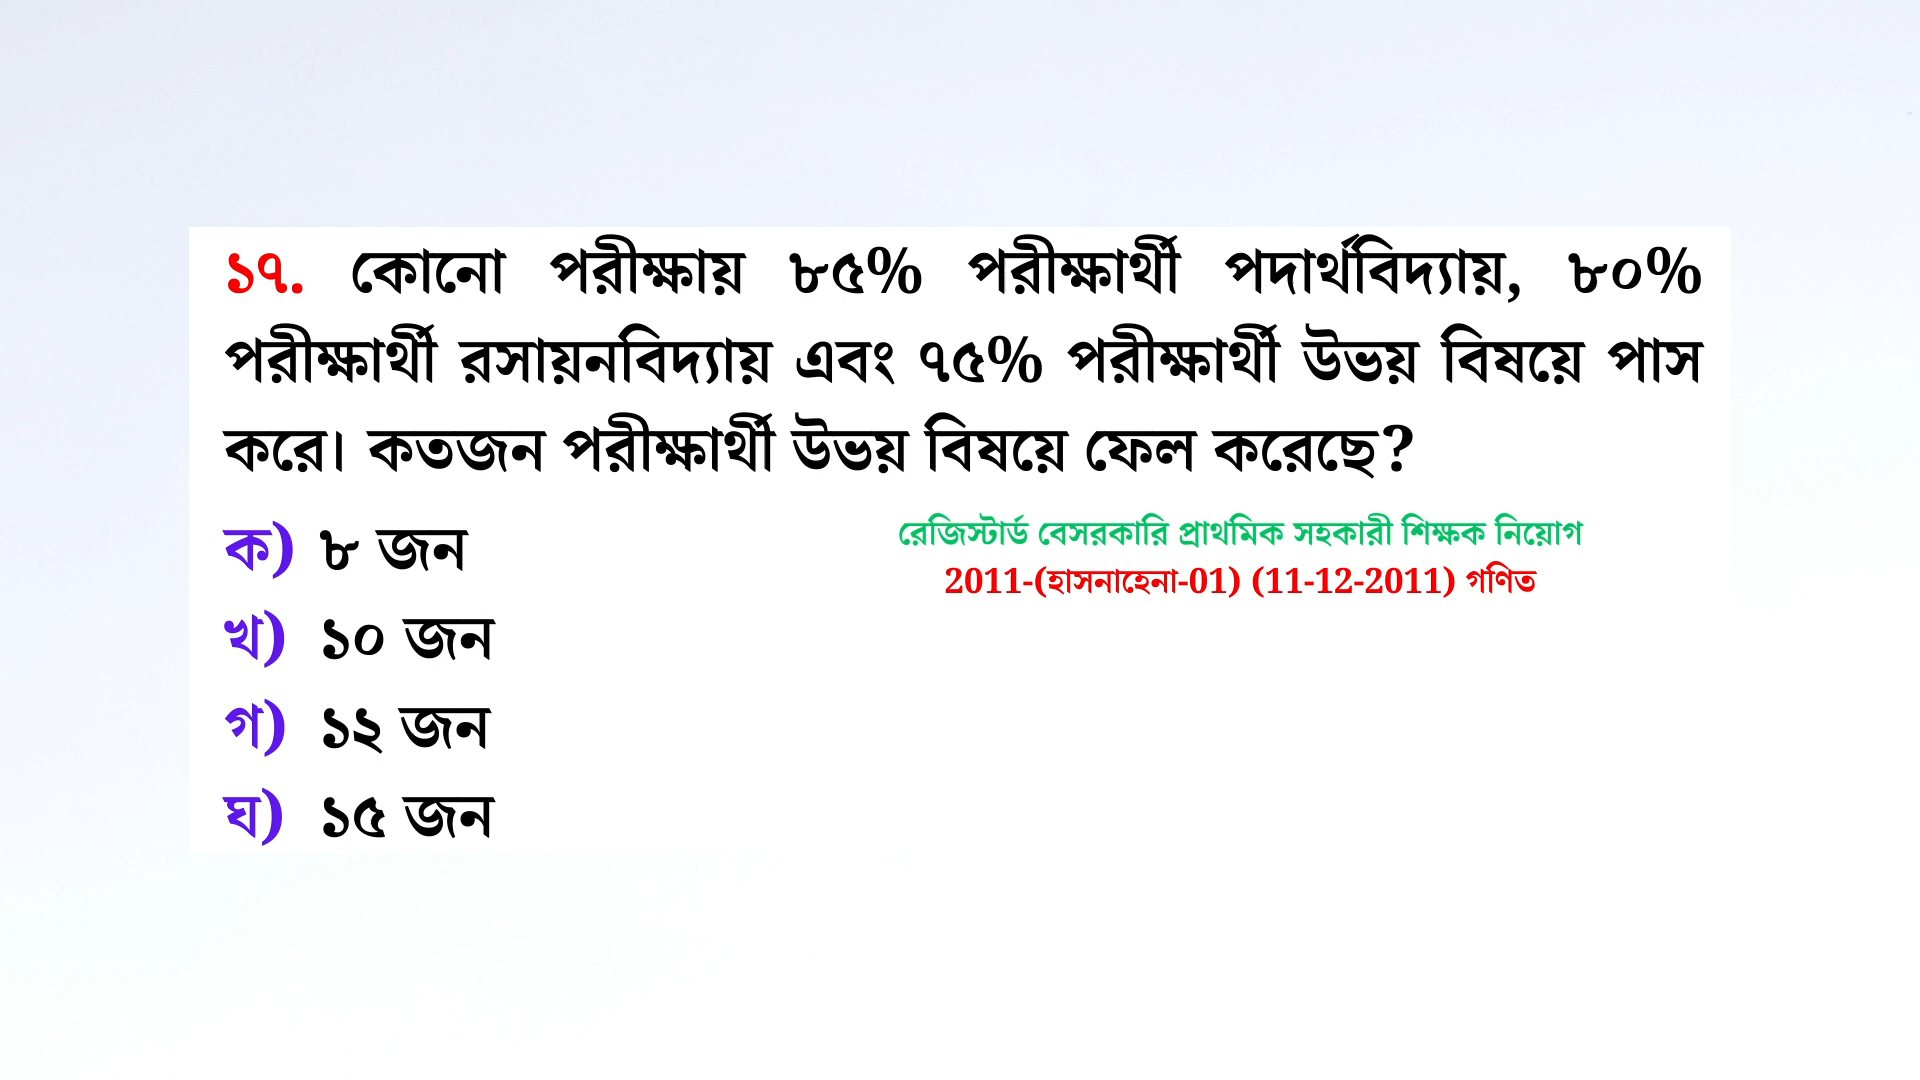 ১৭. কোনো পরীক্ষায় ৮৫% পরীক্ষার্থী পদার্থবিদ্যায়, ৮০%
পরীক্ষার্থী রসায়নবিদ্যায় এবং ৭৫% পরীক্ষার্থী উভয় বিষয়ে পাস
করে। কতজন পরীক্ষার্থী উভয় বিষয়ে ফেল করেছে?
ক) ৮ জন
খ) ১০ জন
গ) ১২ জন
ঘ) ১৫ জন
রেজিস্টার্ড বেসরকারি প্রাথমিক সহকারী শিক্ষক নিয়োগ
2011-(হাসনাহেনা-01) (11-12-2011) গণিত